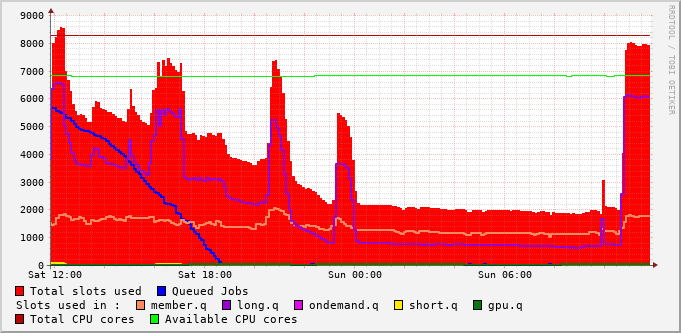 9000
8000
7000
6000
5000
4000
3000
2000
1000
0
Sat 12:00 Sat 18:00 Sun 00:00 Sun 06:00
RRDTOOL / TOBI OETIKER
Total slots used Queued Jobs
Slots used in : member.q long.q ondemand.q short.q gpu.q
Total CPU cores Available CPU cores